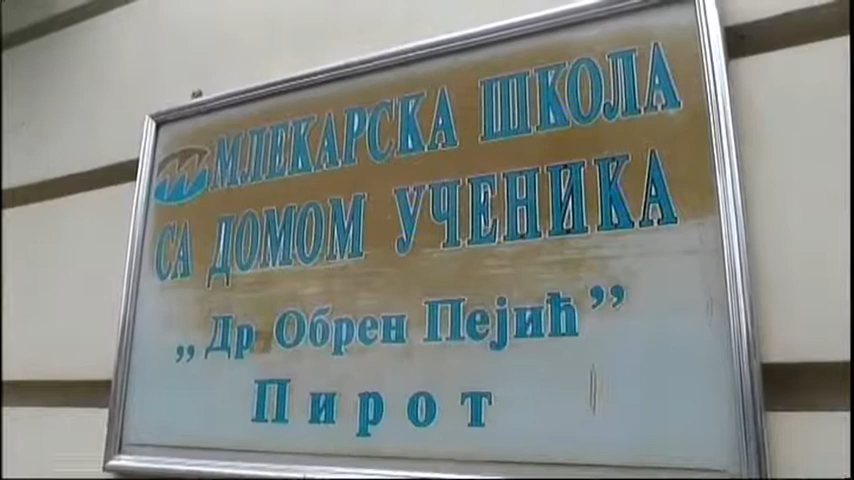 МЛЕКАРСКА ШКОЛА
СА ДОМОМ УЧЕНИКА
„Др Обрен Пејић”
Пирот